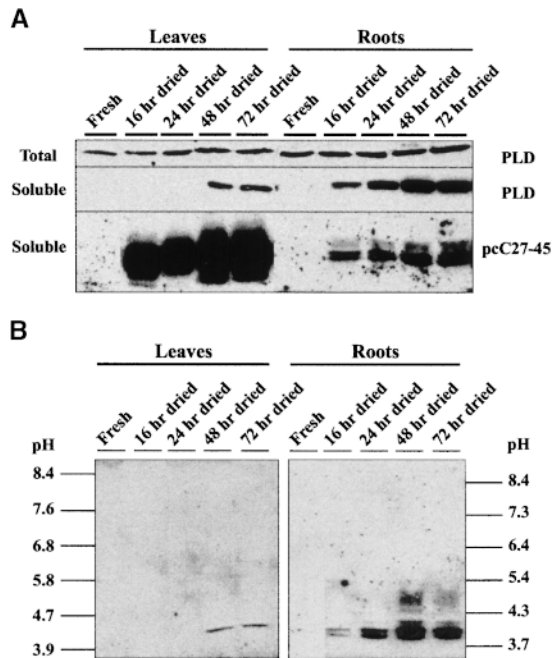 A
Leaves Roots
Fresh 16 hr dried 24 hr dried 48 hr dried 72 hr dried Fresh 16 hr dried 24 hr dried 48 hr dried 72 hr dried
Total PLD
Soluble PLD
Soluble pcC27-45
B
Leaves Roots
Fresh 16 hr dried 24 hr dried 48 hr dried 72 hr dried Fresh 16 hr dried 24 hr dried 48 hr dried 72 hr dried
pH pH
8.4 8.4
7.6 7.3
6.8 6.4
5.8 5.4
4.7 4.3
3.9 3.7